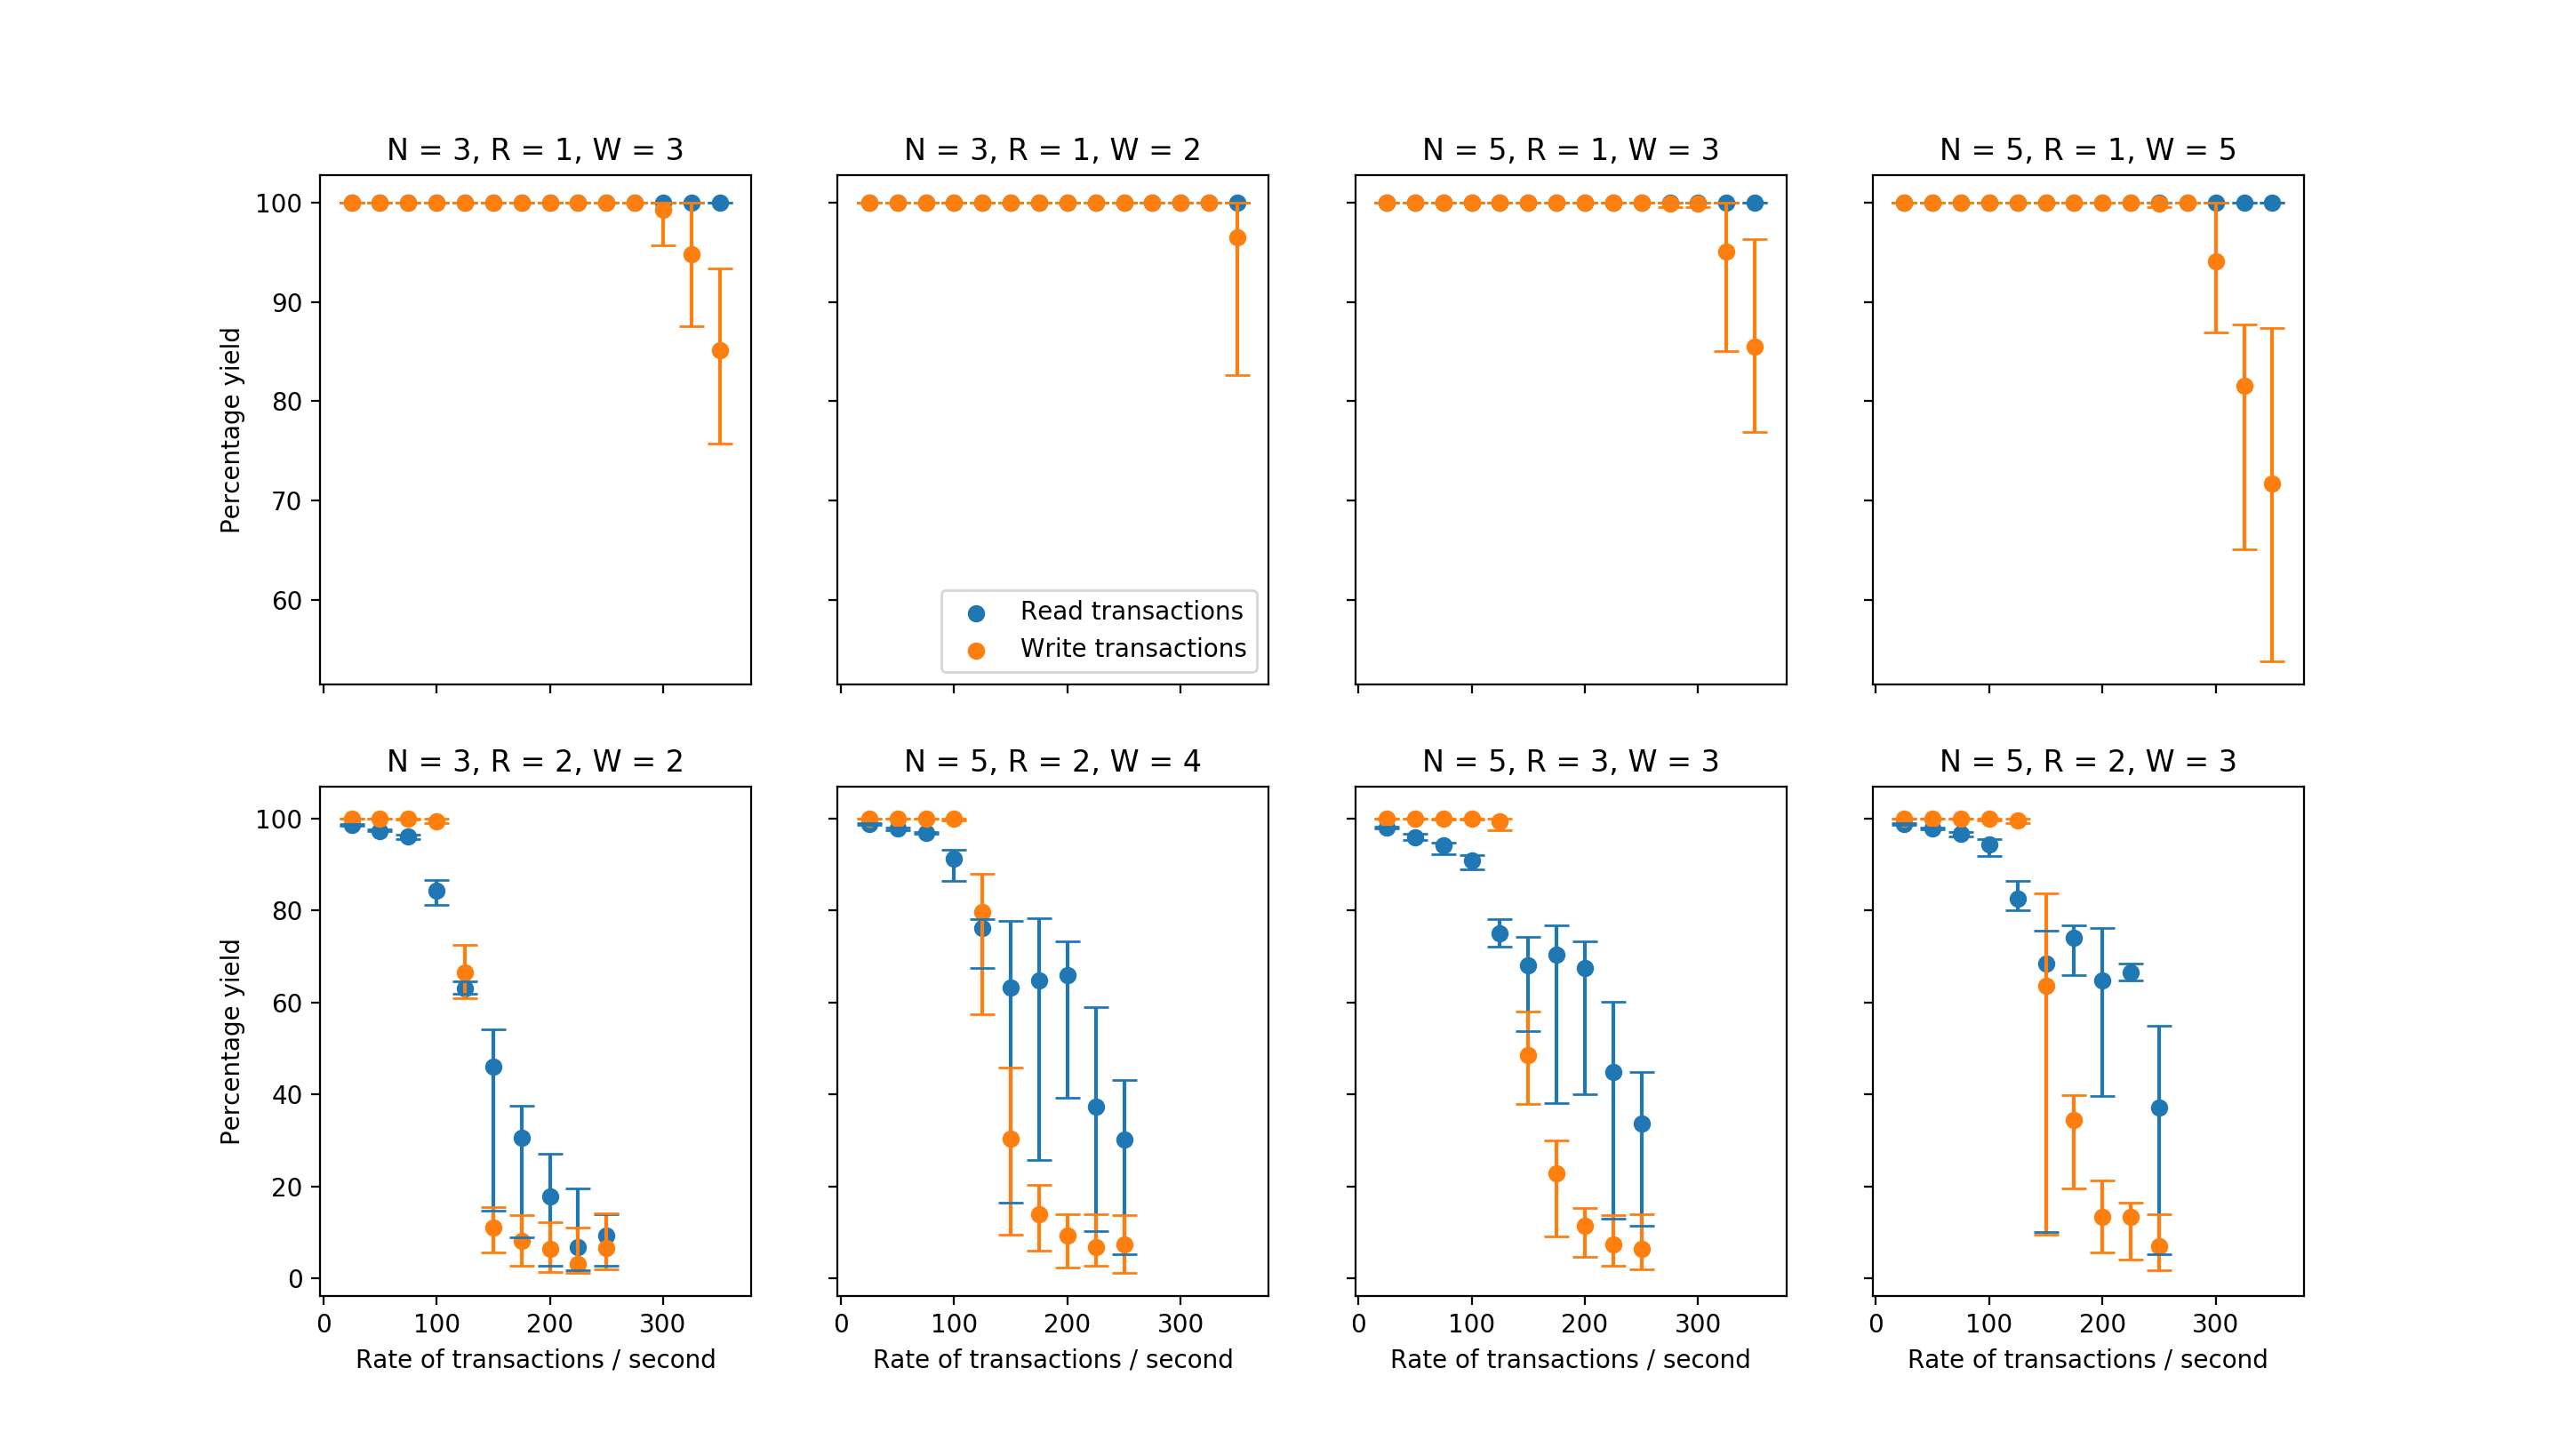 N = 3, R = 1, W = 3
N = 3, R = 1, W = 2
N = 5, R = 1, W = 3
N = 5, R = 1, W = 5
Percentage yield
100
90
80
70
60
Read transactions
Write transactions
N = 3, R = 2, W = 2
N = 5, R = 2, W = 4
N = 5, R = 3, W = 3
N = 5, R = 2, W = 3
Percentage yield
100
80
60
40
20
0
0 100 200 300
0 100 200 300
0 100 200 300
0 100 200 300
Rate of transactions / second
Rate of transactions / second
Rate of transactions / second
Rate of transactions / second